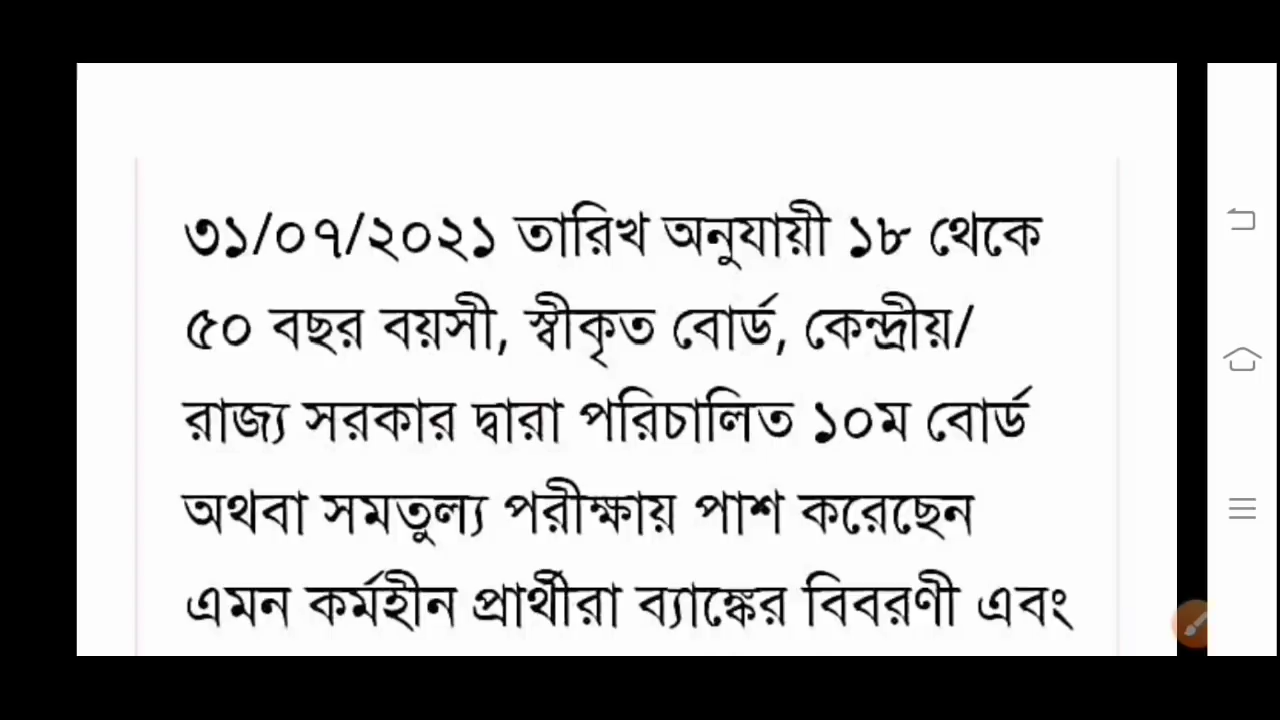 ৩১/০৭/২০২১ তারিখ অনুযায়ী ১৮ থেকে
৫০ বছর বয়সী, স্বীকৃত বোর্ড, কেন্দ্রীয়/
রাজ্য সরকার দ্বারা পরিচালিত ১০ম বোর্ড
অথবা সমতুল্য পরীক্ষায় পাশ করেছেন
এমন কর্মহীন প্রার্থীরা ব্যাঙ্কের বিবরণী এবং